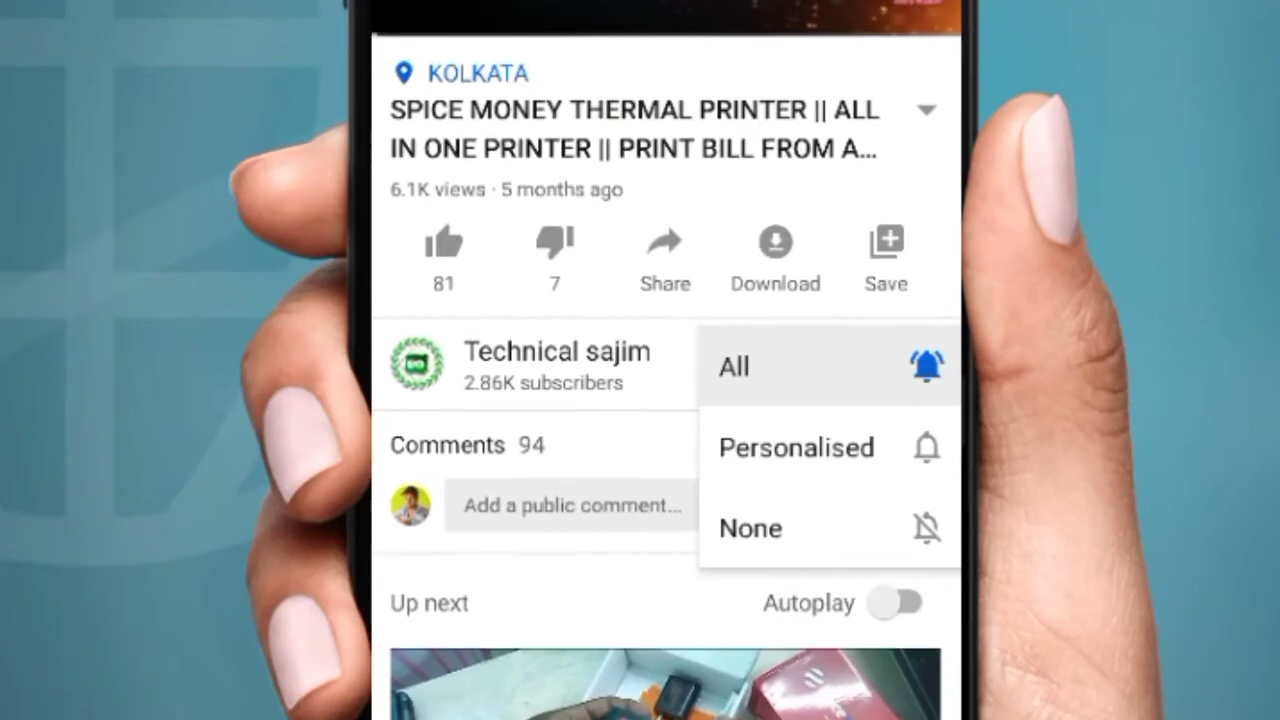 KOLKATA
SPICE MONEY THERMAL PRINTER || ALL
IN ONE PRINTER || PRINT BILL FROM A...
6.1K views · 5 months ago
81
7
Share
Download
Save
Technical sajim
2.86K subscribers
All
Personalised
None
Comments 94
Add a public comment...
Up next
Autoplay